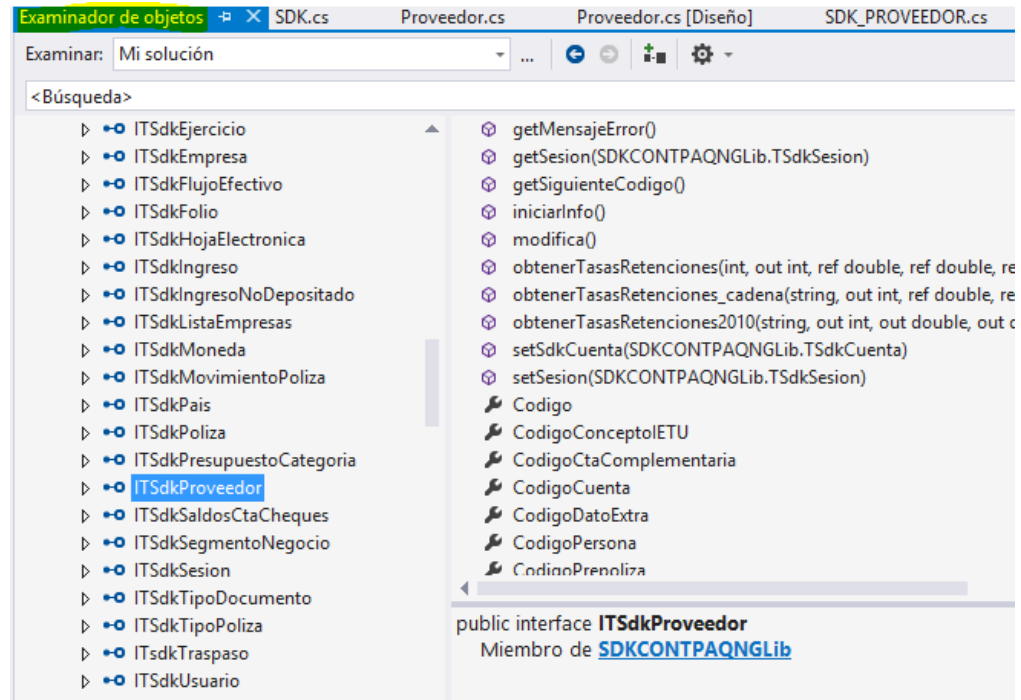 Examinador de objetos SDK.cs Proveedor.cs Proveedor.cs [Diseño] SDK_PROVEEDOR.cs
Examinar: Mi solución ...
<Búsqueda>
ITSdkEjercicio
ITSdkEmpresa
ITSdkFlujoEfectivo
ITSdkFolio
ITSdkHojaElectronica
ITSdkIngreso
ITSdkIngresoNoDepositado
ITSdkListaEmpresas
ITSdkMoneda
ITSdkMovimientoPoliza
ITSdkPais
ITSdkPoliza
ITSdkPresupuestoCategoria
ITSdkProveedor
ITSdkSaldosCtaCheques
ITSdkSegmentoNegocio
ITSdkSesion
ITSdkTipoDocumento
ITSdkTipoPoliza
ITsdkTraspaso
ITSdkUsuario
getMensajeError()
getSesion(SDKCONTPAQNGLib.TSdkSesion)
getSiguienteCodigo()
iniciarInfo()
modifica()
obtenerTasasRetenciones(int, out int, ref double, ref double, re
obtenerTasasRetenciones_cadena(string, out int, ref double, re
obtenerTasasRetenciones2010(string, out int, out double, out
setSdkCuenta(SDKCONTPAQNGLib.TSdkCuenta)
setSesion(SDKCONTPAQNGLib.TSdkSesion)
Codigo
CodigoConceptoIETU
CodigoCtaComplementaria
CodigoCuenta
CodigoDatoExtra
CodigoPersona
CodigoPrepoliza
public interface ITSdkProveedor
Miembro de SDKCONTPAQNGLib